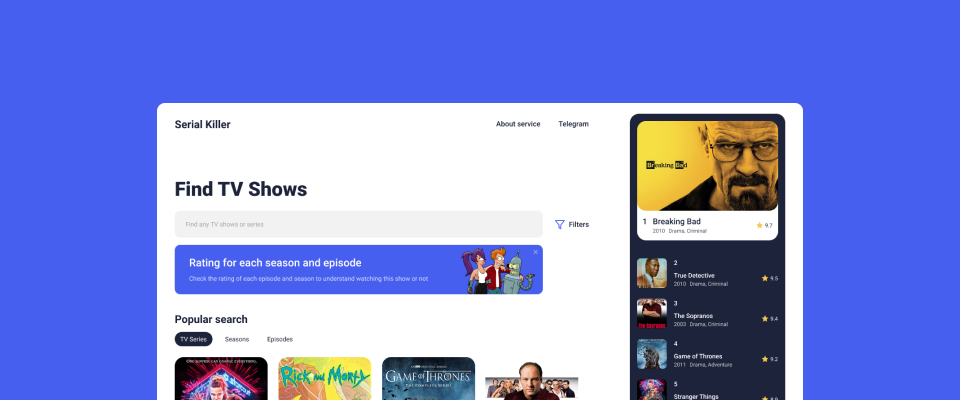 Serial Killer
About service
Telegram
Find TV Shows
Find any TV shows or series
Filters
Rating for each season and episode
Check the rating of each episode and season to understand watching this show or not
Popular search
TV Series
Seasons
Episodes
Rick and Morty
GAME OF THRONES
THE COMPLETE SERIES
Breaking Bad
1 Breaking Bad
2010 Drama, Criminal
9.7
2
True Detective
2010 Drama, Criminal
9.5
3
The Sopranos
2003 Drama, Criminal
9.4
4
Game of Thrones
2011 Drama, Adventure
9.2
5
Stranger Things